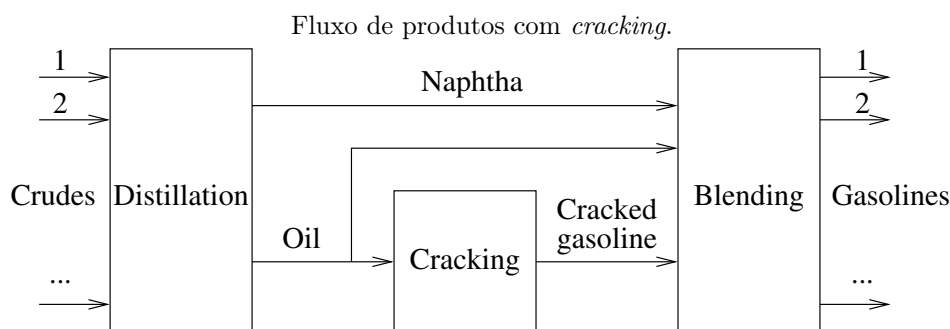 Fluxo de produtos com cracking.
1
2
Crudes
...
Distillation
Naphtha
Oil
Cracking
Cracked
gasoline
Blending
1
2
Gasolines
...